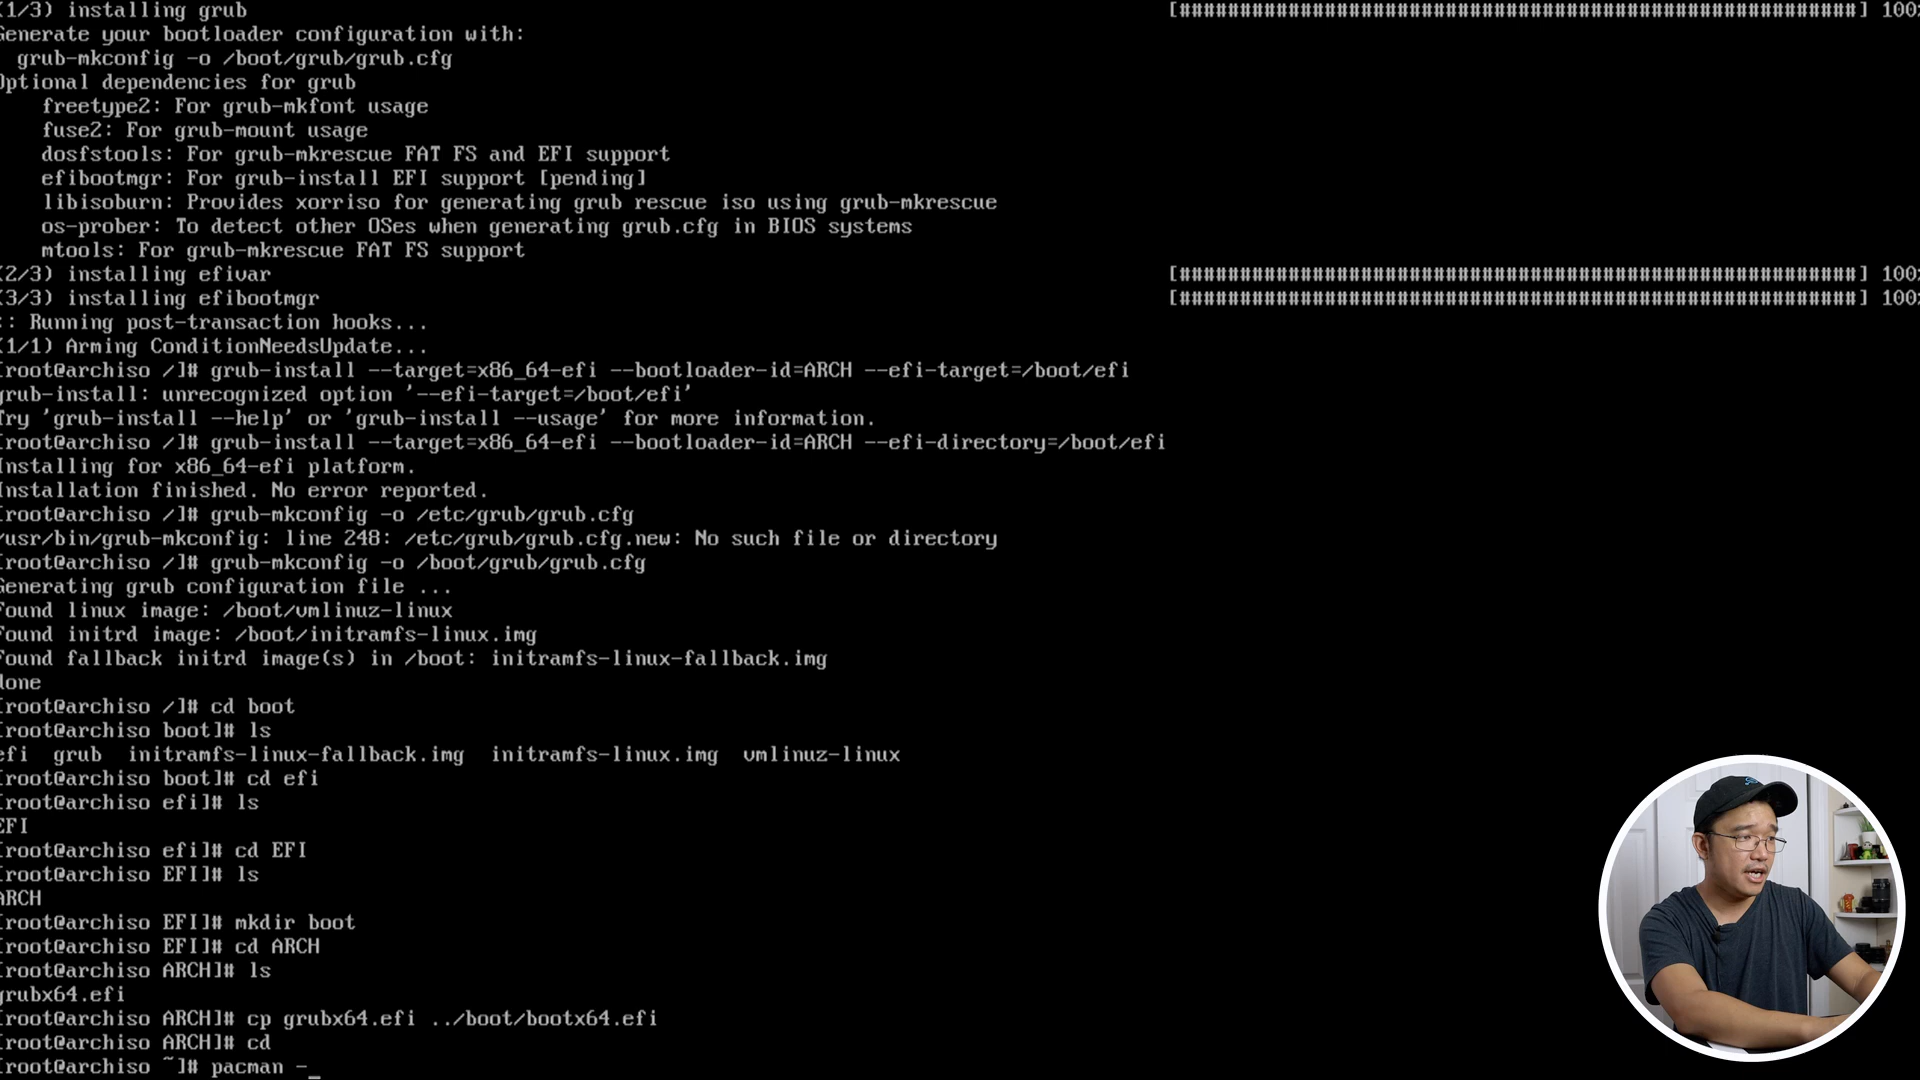 (1/3) installing grub [########################################################] 100%
Generate your bootloader configuration with:
grub-mkconfig -o /boot/grub/grub.cfg
Optional dependencies for grub
freetype2: For grub-mkfont usage
fuse2: For grub-mount usage
dosfstools: For grub-mkrescue FAT FS and EFI support
efibootmgr: For grub-install EFI support [pending]
libisoburn: Provides xorriso for generating grub rescue iso using grub-mkrescue
os-prober: To detect other OSes when generating grub.cfg in BIOS systems
mtools: For grub-mkrescue FAT FS support
(2/3) installing efivar [########################################################] 100%
(3/3) installing efibootmgr [########################################################] 100%
:: Running post-transaction hooks...
(1/1) Arming ConditionNeedsUpdate...
[root@archiso /]# grub-install --target=x86_64-efi --bootloader-id=ARCH --efi-target=/boot/efi
grub-install: unrecognized option '--efi-target=/boot/efi'
Try 'grub-install --help' or 'grub-install --usage' for more information.
[root@archiso /]# grub-install --target=x86_64-efi --bootloader-id=ARCH --efi-directory=/boot/efi
Installing for x86_64-efi platform.
Installation finished. No error reported.
[root@archiso /]# grub-mkconfig -o /etc/grub/grub.cfg
/usr/bin/grub-mkconfig: line 248: /etc/grub/grub.cfg.new: No such file or directory
[root@archiso /]# grub-mkconfig -o /boot/grub/grub.cfg
Generating grub configuration file ...
Found linux image: /boot/vmlinuz-linux
Found initrd image: /boot/initramfs-linux.img
Found fallback initrd image(s) in /boot: initramfs-linux-fallback.img
done
[root@archiso /]# cd boot
[root@archiso boot]# ls
efi grub initramfs-linux-fallback.img initramfs-linux.img vmlinuz-linux
[root@archiso boot]# cd efi
[root@archiso efi]# ls
EFI
[root@archiso efi]# cd EFI
[root@archiso EFI]# ls
ARCH
[root@archiso EFI]# mkdir boot
[root@archiso EFI]# cd ARCH
[root@archiso ARCH]# ls
grubx64.efi
[root@archiso ARCH]# cp grubx64.efi ../boot/bootx64.efi
[root@archiso ARCH]# cd
[root@archiso ~]# pacman -_